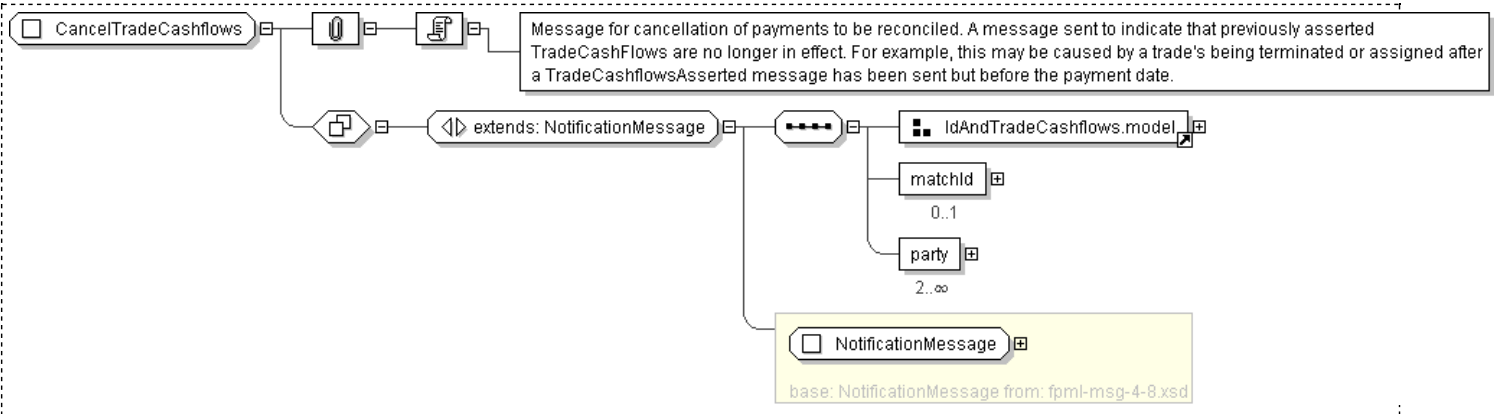 CancelTradeCashflows
Message for cancellation of payments to be reconciled. A message sent to indicate that previously asserted
TradeCashFlows are no longer in effect. For example, this may be caused by a trade's being terminated or assigned after
a TradeCashflowsAsserted message has been sent but before the payment date.
extends: NotificationMessage
IdAndTradeCashflows.model
matchId
0..1
party
2..∞
NotificationMessage
base: NotificationMessage from: fpml-msg-4-8.xsd